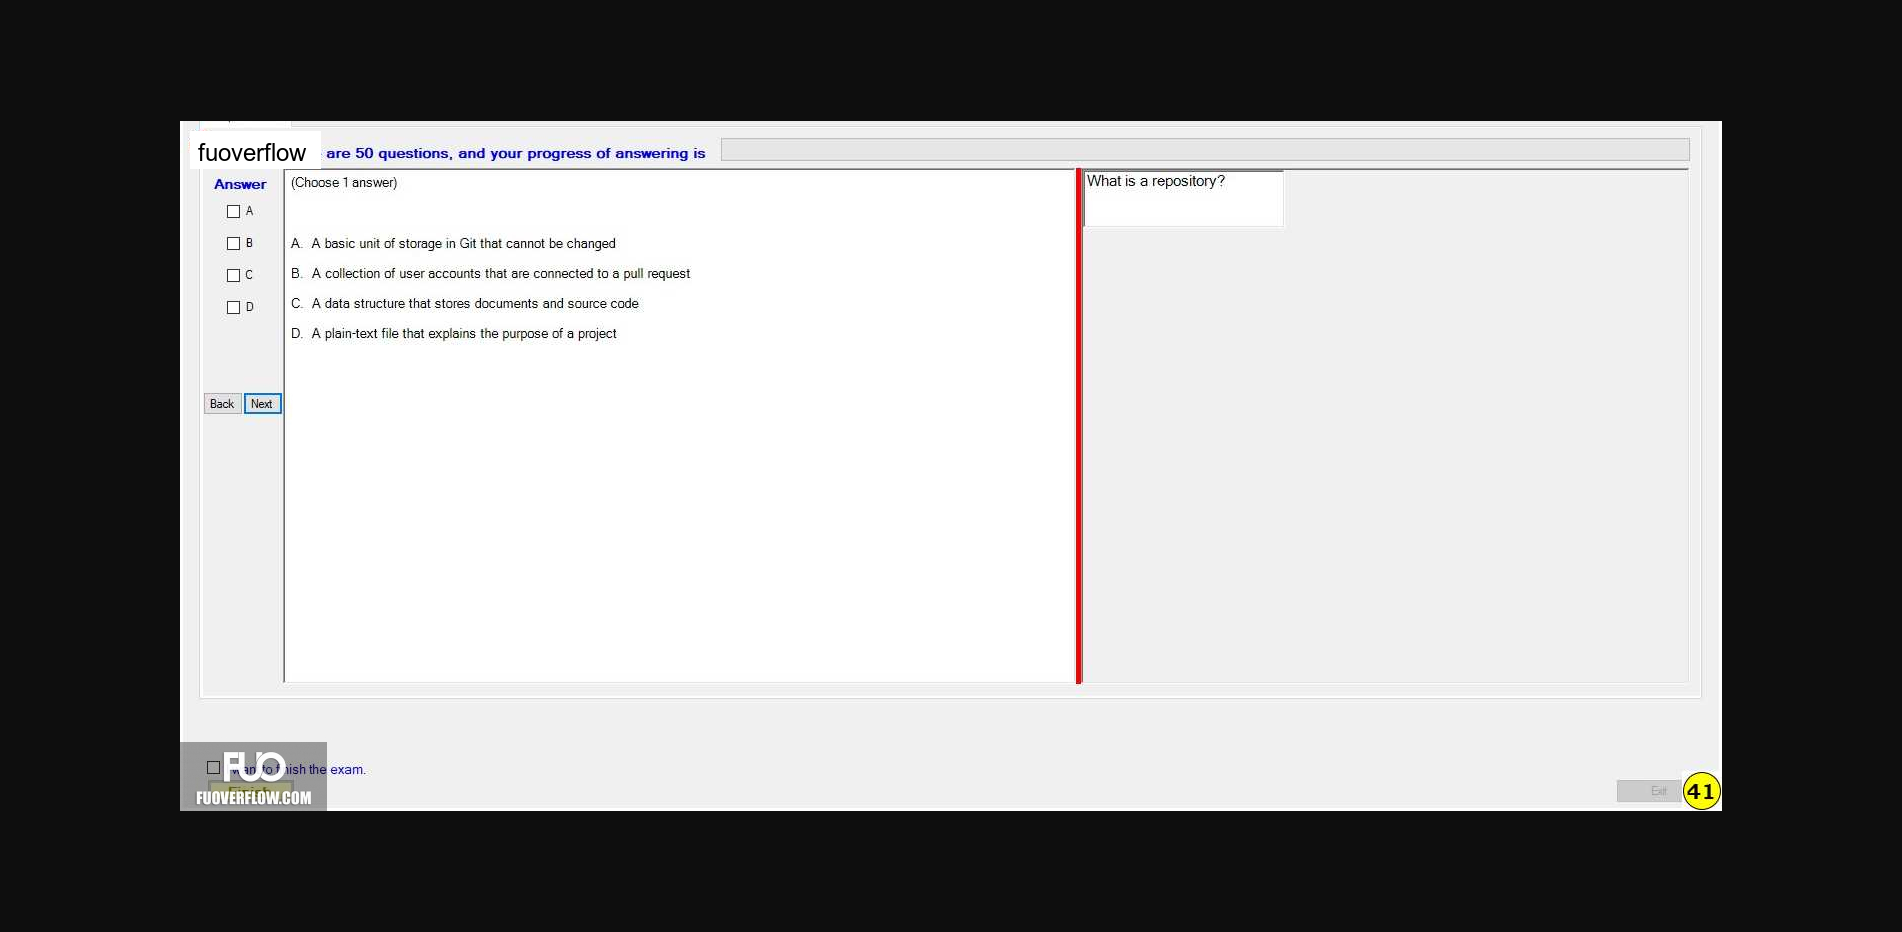 fuoverflow are 50 questions, and your progress of answering is
Answer
A
B
C
D
Back Next
(Choose 1 answer)
A. A basic unit of storage in Git that cannot be changed
B. A collection of user accounts that are connected to a pull request
C. A data structure that stores documents and source code
D. A plain-text file that explains the purpose of a project
What is a repository?
want to finish the exam.
Finish
FUO
FUOVERFLOW.COM
Exit
41